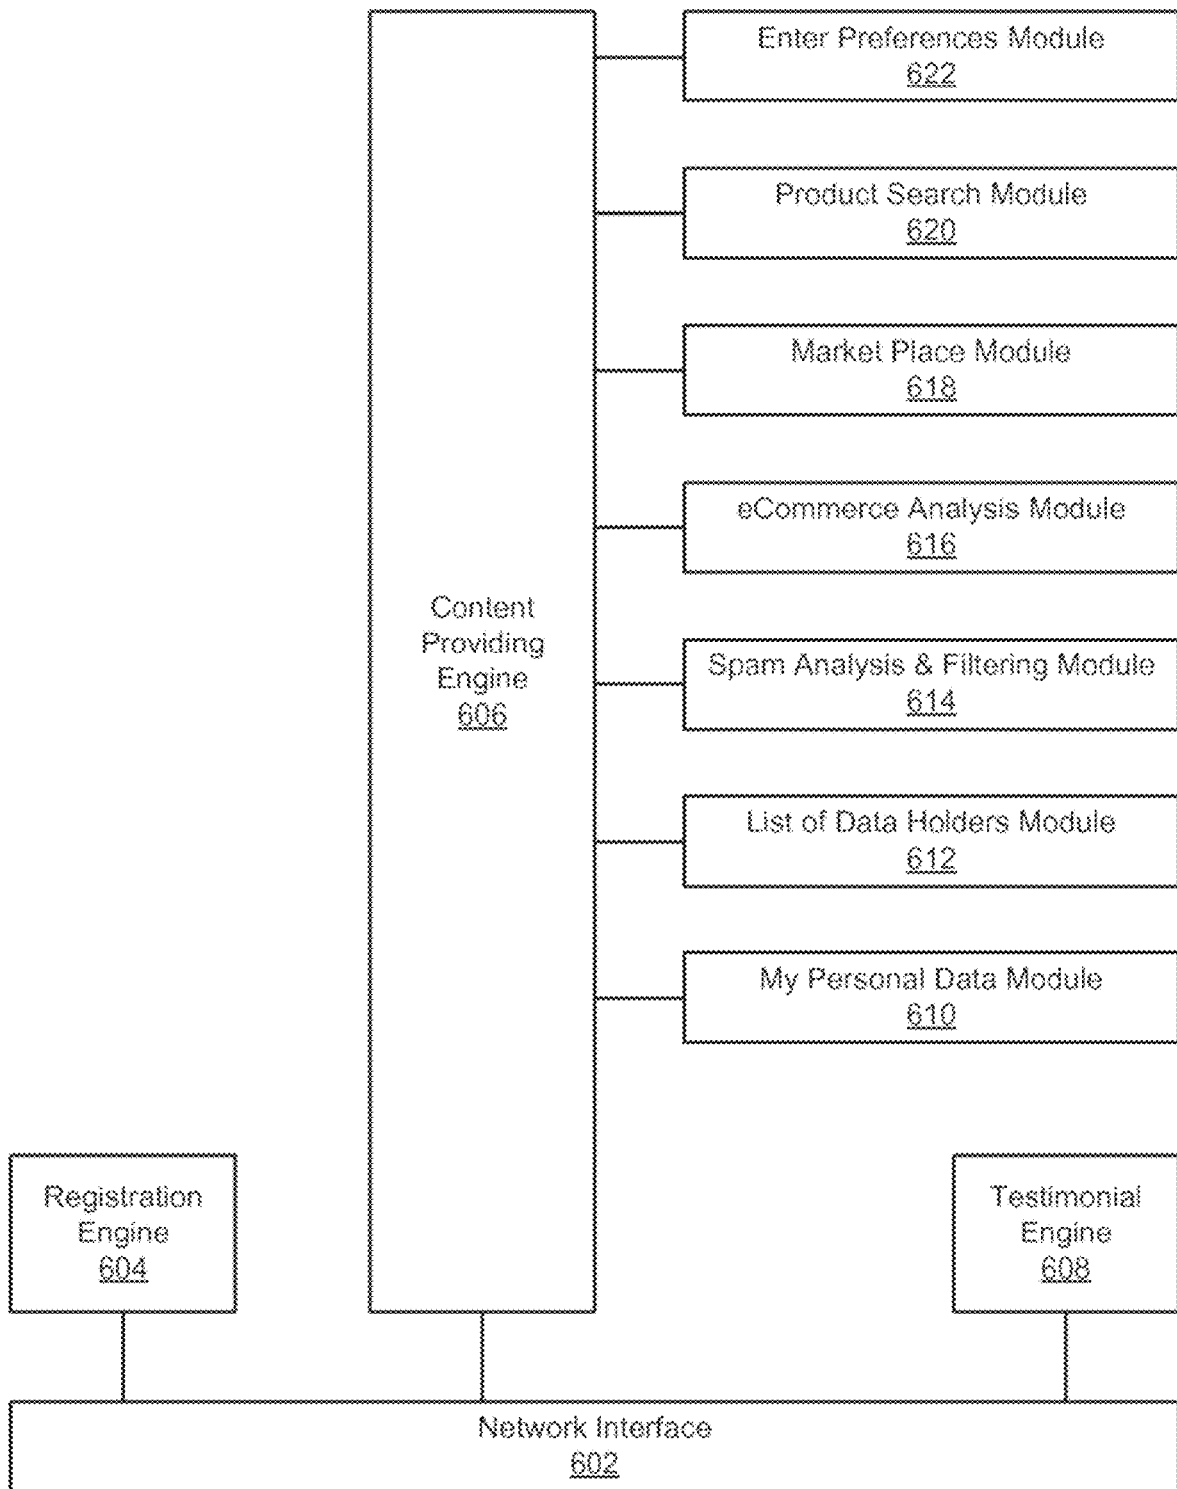 Enter Preferences Module
622
Product Search Module
620
Market Place Module
618
eCommerce Analysis Module
616
Content
Providing
Engine
606
Spam Analysis & Filtering Module
614
List of Data Holders Module
612
My Personal Data Module
610
Registration
Engine
604
Testimonial
Engine
608
Network Interface
602